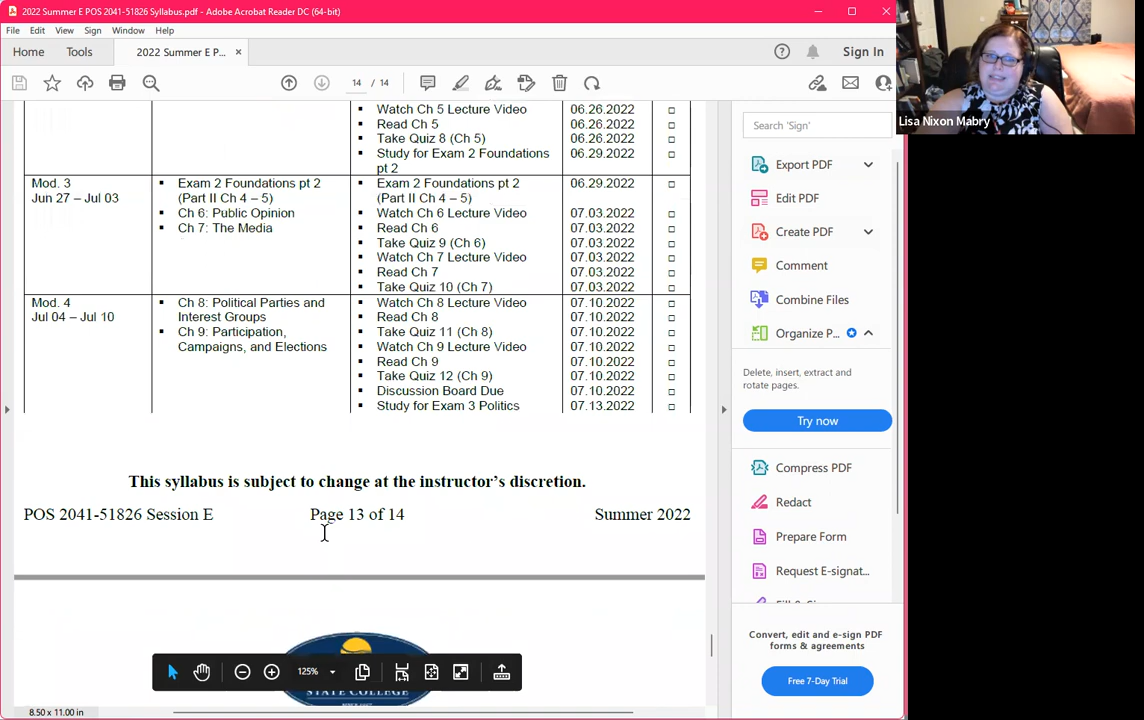 2022 Summer E POS 2041-51826 Syllabus.pdf - Adobe Acrobat Reader DC (64-bit)
File Edit View Sign Window Help
Home Tools 2022 Summer E P... × Sign In
14 / 14
Lisa Nixon Mabry
Search 'Sign'
Export PDF
Edit PDF
Create PDF
Comment
Combine Files
Organize P...
Delete, insert, extract and
rotate pages.
Try now
Compress PDF
Redact
Prepare Form
Request E-signat...
Convert, edit and e-sign PDF
forms & agreements
Free 7-Day Trial
▪ Watch Ch 5 Lecture Video 06.26.2022 □
▪ Read Ch 5 06.26.2022 □
▪ Take Quiz 8 (Ch 5) 06.26.2022 □
▪ Study for Exam 2 Foundations 06.29.2022 □
pt 2
Mod. 3 ▪ Exam 2 Foundations pt 2 ▪ Exam 2 Foundations pt 2 06.29.2022 □
Jun 27 – Jul 03 (Part II Ch 4 – 5) (Part II Ch 4 – 5)
▪ Ch 6: Public Opinion ▪ Watch Ch 6 Lecture Video 07.03.2022 □
▪ Ch 7: The Media ▪ Read Ch 6 07.03.2022 □
▪ Take Quiz 9 (Ch 6) 07.03.2022 □
▪ Watch Ch 7 Lecture Video 07.03.2022 □
▪ Read Ch 7 07.03.2022 □
▪ Take Quiz 10 (Ch 7) 07.03.2022 □
Mod. 4 ▪ Ch 8: Political Parties and ▪ Watch Ch 8 Lecture Video 07.10.2022 □
Jul 04 – Jul 10 Interest Groups ▪ Read Ch 8 07.10.2022 □
▪ Ch 9: Participation, ▪ Take Quiz 11 (Ch 8) 07.10.2022 □
Campaigns, and Elections ▪ Watch Ch 9 Lecture Video 07.10.2022 □
▪ Read Ch 9 07.10.2022 □
▪ Take Quiz 12 (Ch 9) 07.10.2022 □
▪ Discussion Board Due 07.10.2022 □
▪ Study for Exam 3 Politics 07.13.2022 □
This syllabus is subject to change at the instructor's discretion.
POS 2041-51826 Session E Page 13 of 14 Summer 2022
125%
STATE COLLEGE
8.50 x 11.00 in